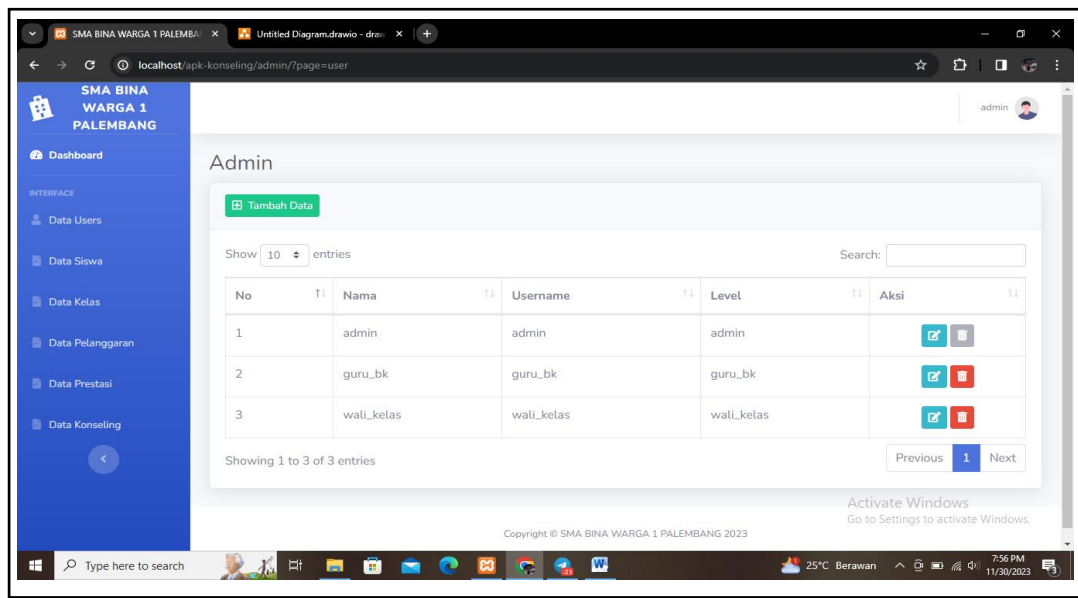 SMA BINA WARGA 1 PALEMBA
Untitled Diagram.drawio - draw
localhost/apk-konseling/admin/?page=user
SMA BINA
WARGA 1
PALEMBANG
admin
Dashboard
INTERFACE
Data Users
Data Siswa
Data Kelas
Data Pelanggaran
Data Prestasi
Data Konseling
Admin
Tambah Data
Show 10 entries
Search:
No Nama Username Level Aksi
1 admin admin admin
2 guru_bk guru_bk guru_bk
3 wali_kelas wali_kelas wali_kelas
Showing 1 to 3 of 3 entries
Previous 1 Next
Activate Windows
Go to Settings to activate Windows.
Copyright © SMA BINA WARGA 1 PALEMBANG 2023
Type here to search
25°C Berawan
7:56 PM
11/30/2023